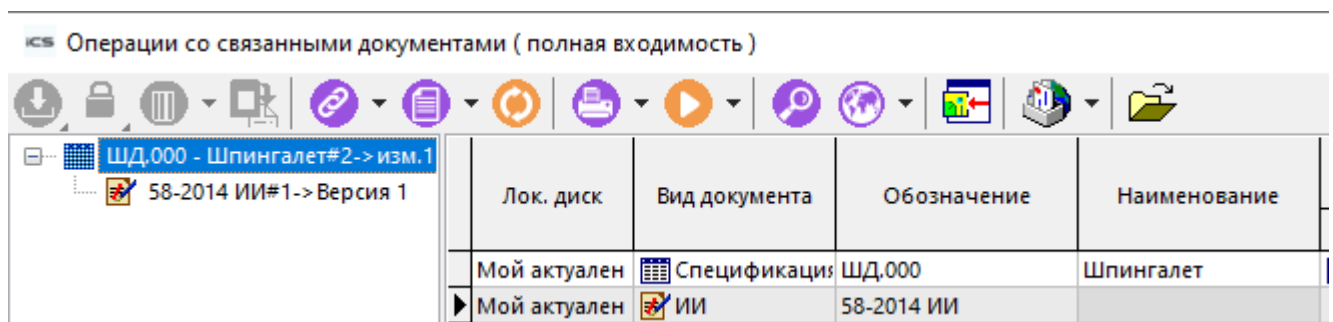 iCS Операции со связанными документами ( полная входимость )
ШД.000 - Шпингалет#2->изм.1
58-2014 ИИ#1->Версия 1
Лок. диск Вид документа Обозначение Наименование
Мой актуален Спецификация ШД.000 Шпингалет
Мой актуален ИИ 58-2014 ИИ